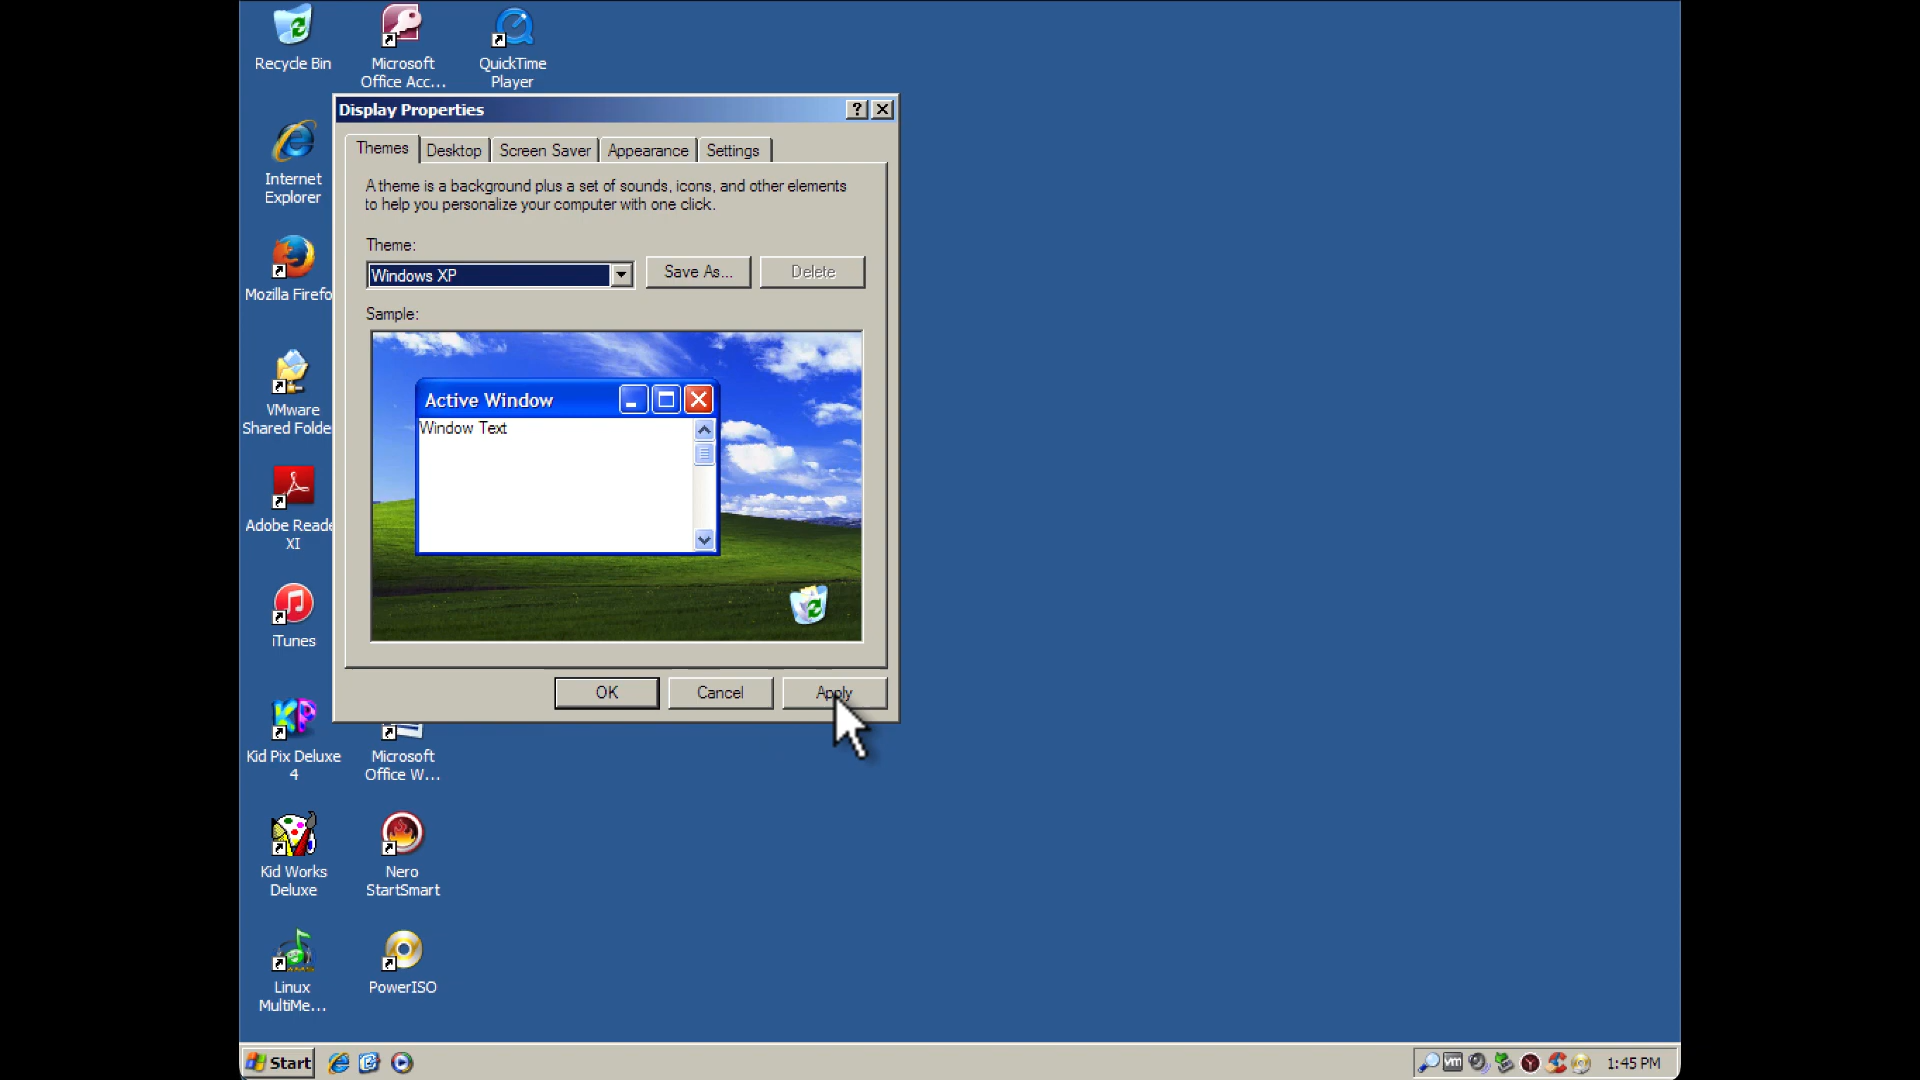 Recycle Bin
Microsoft
Office Acc...
QuickTime
Player
Display Properties
Themes
Desktop
Screen Saver
Appearance
Settings
A theme is a background plus a set of sounds, icons, and other elements
to help you personalize your computer with one click.
Theme:
Windows XP
Save As...
Delete
Sample:
Active Window
Window Text
OK
Cancel
Apply
Internet
Explorer
Mozilla Firefo
VMware
Shared Folde
Adobe Reade
XI
iTunes
Kid Pix Deluxe
4
Microsoft
Office W...
Kid Works
Deluxe
Nero
StartSmart
Linux
MultiMe...
PowerISO
Start
vm
1:45 PM